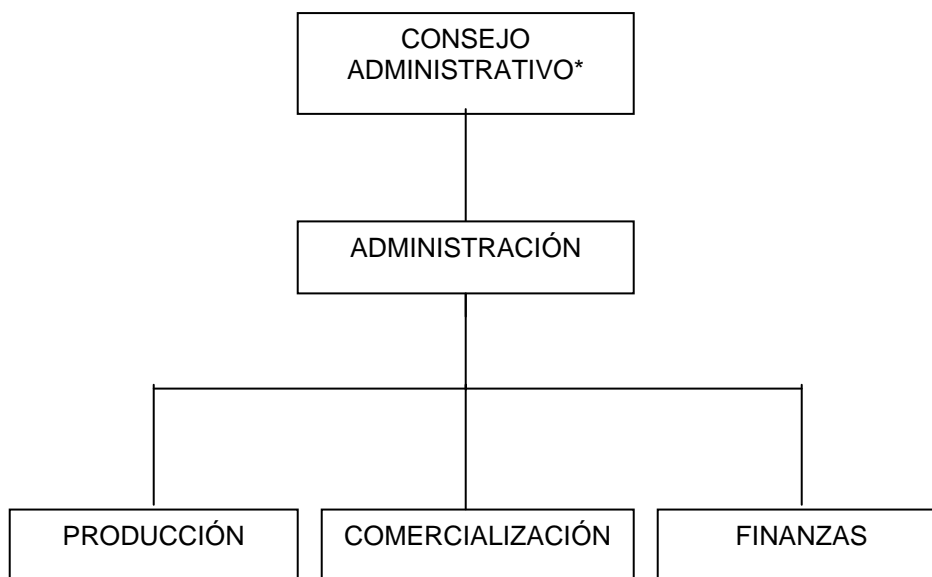 CONSEJO
ADMINISTRATIVO*
ADMINISTRACIÓN
PRODUCCIÓN
COMERCIALIZACIÓN
FINANZAS